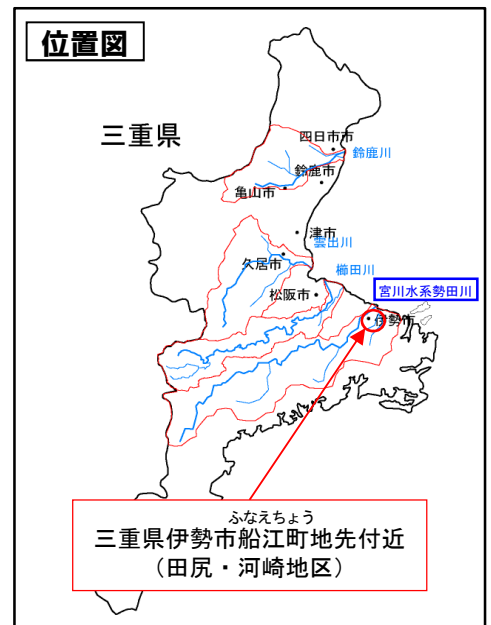 位置図
三重県
四日市市
鈴鹿川
鈴鹿市
亀山市
津市
雲出川
久居市
櫛田川
松阪市
宮川水系勢田川
伊勢市
ふなえちょう
三重県伊勢市船江町地先付近
（田尻・河崎地区）